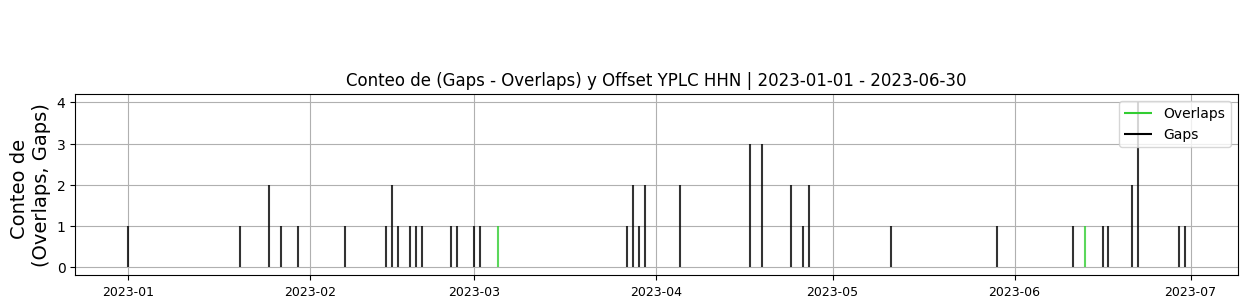 Conteo de (Gaps - Overlaps) y Offset YPLC HHN | 2023-01-01 - 2023-06-30
Conteo de
(Overlaps, Gaps)
4
3
2
1
0
Overlaps
Gaps
2023-01
2023-02
2023-03
2023-04
2023-05
2023-06
2023-07